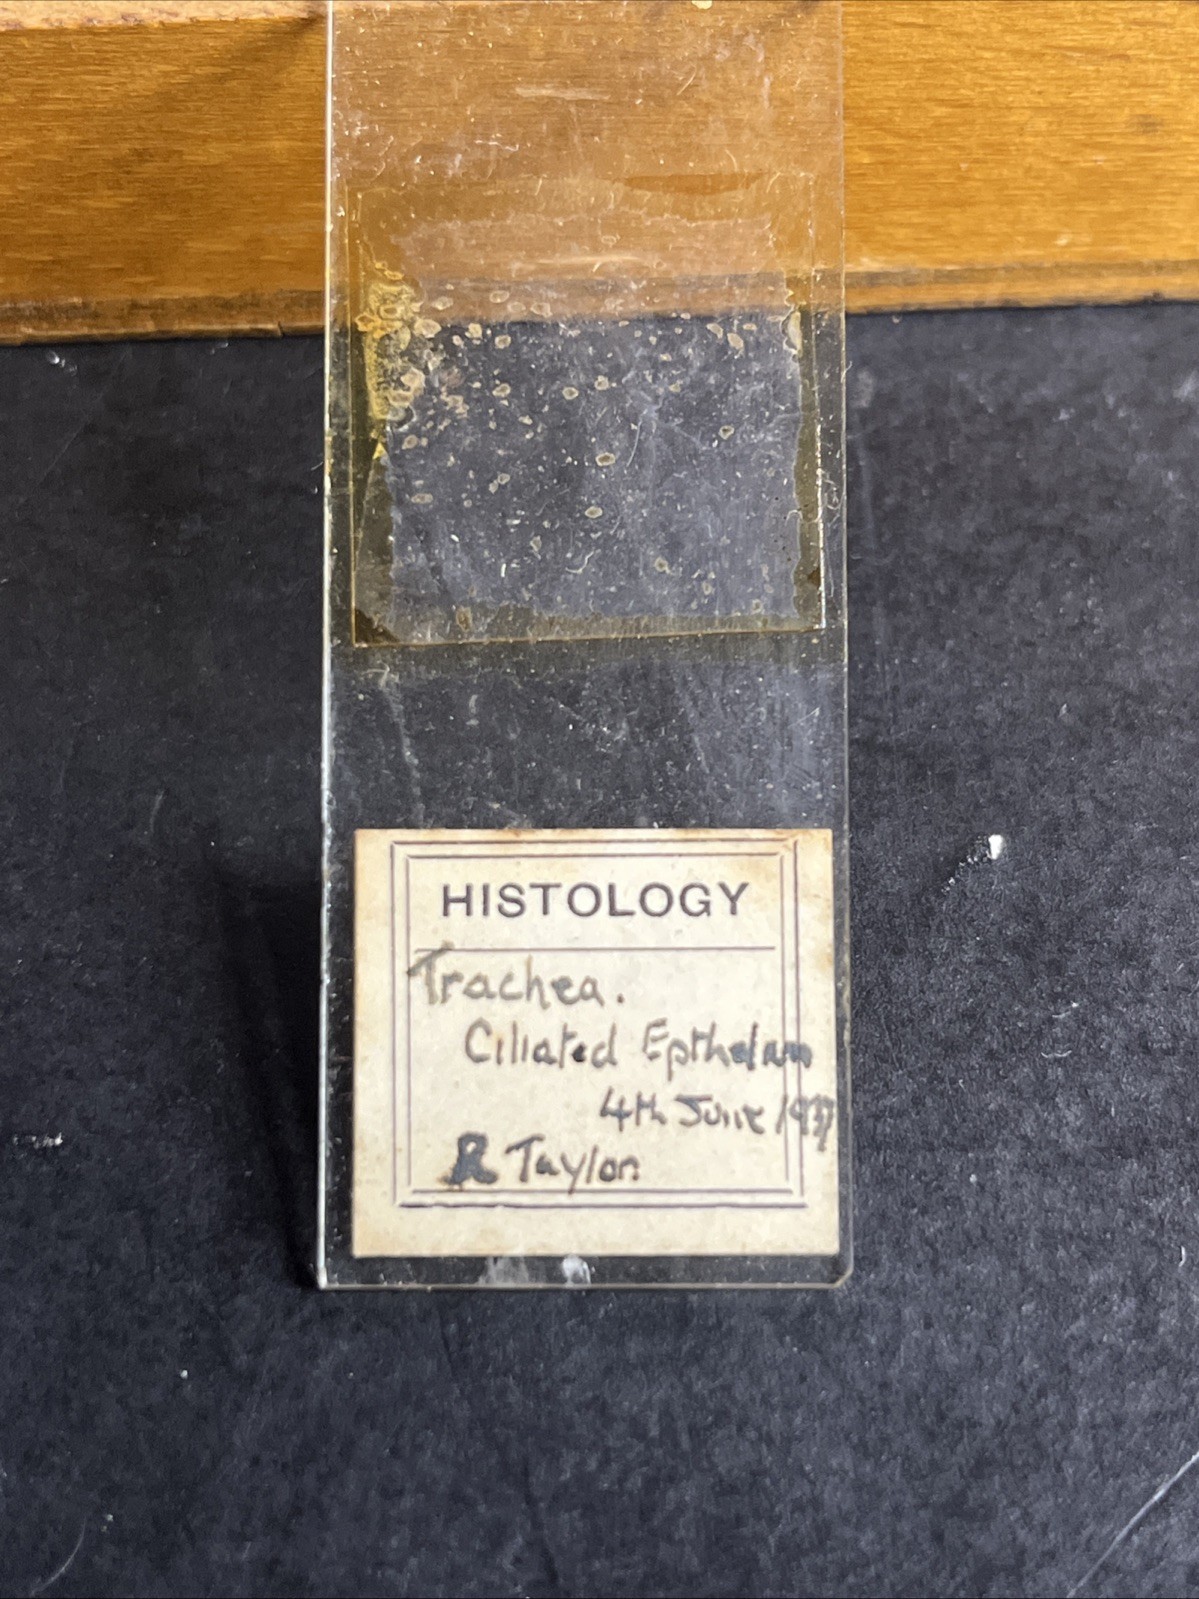 HISTOLOGY
Trachea.
Ciliated Epthelium
4th June 1937
R Taylor